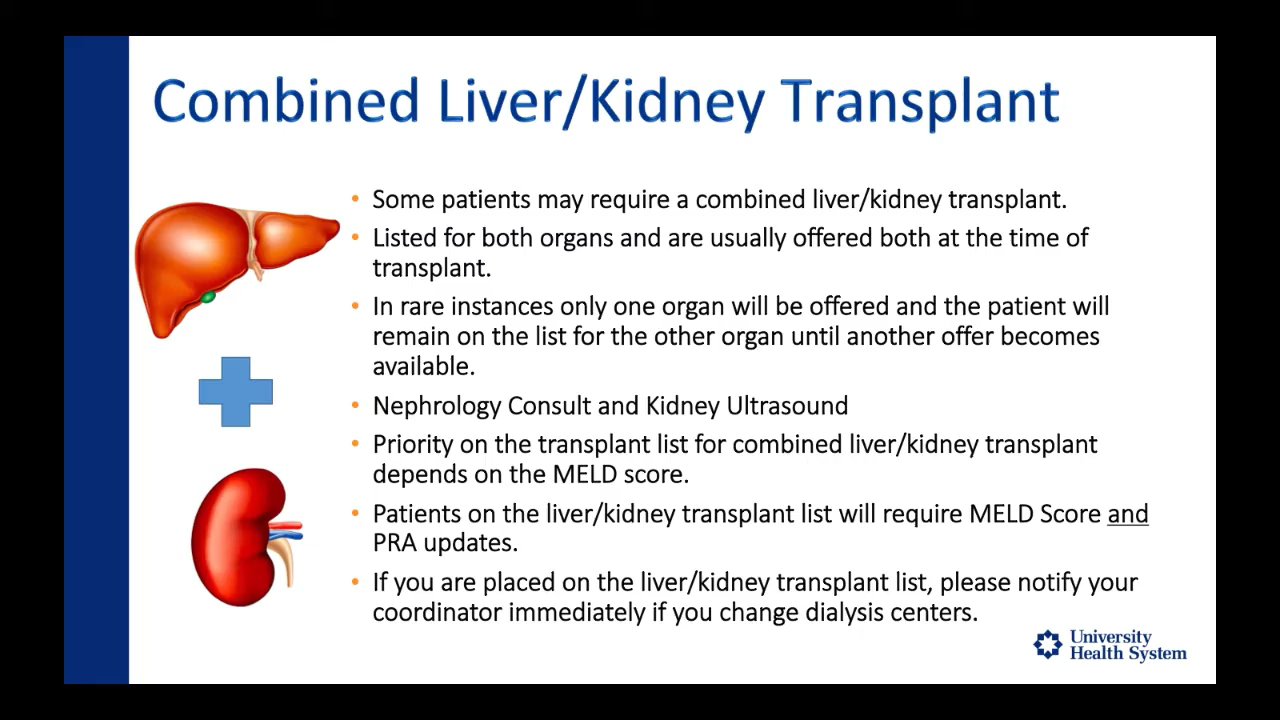 Combined Liver/Kidney Transplant
• Some patients may require a combined liver/kidney transplant.
• Listed for both organs and are usually offered both at the time of
transplant.
• In rare instances only one organ will be offered and the patient will
remain on the list for the other organ until another offer becomes
available.
• Nephrology Consult and Kidney Ultrasound
• Priority on the transplant list for combined liver/kidney transplant
depends on the MELD score.
• Patients on the liver/kidney transplant list will require MELD Score and
PRA updates.
• If you are placed on the liver/kidney transplant list, please notify your
coordinator immediately if you change dialysis centers.
University
Health System